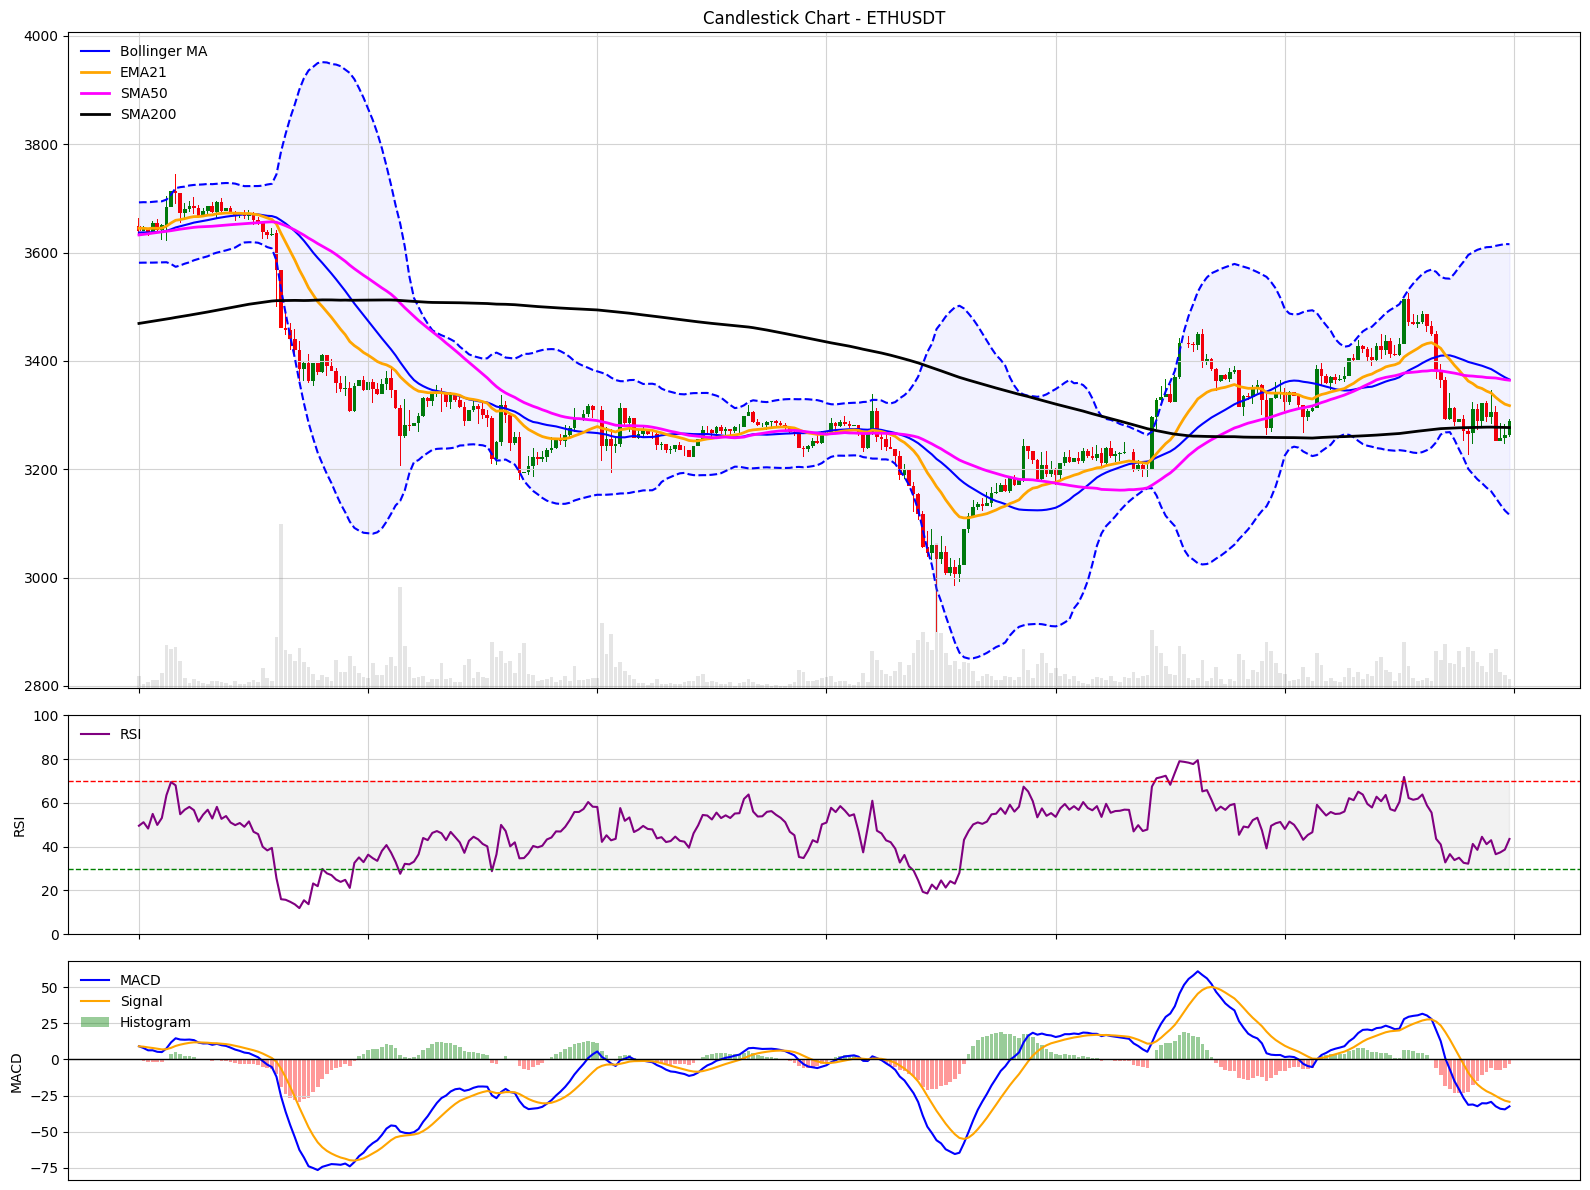 Candlestick Chart - ETHUSDT
4000
3800
3600
3400
3200
3000
2800
Bollinger MA
EMA21
SMA50
SMA200
100
80
60
40
20
0
RSI
RSI
50
25
0
−25
−50
−75
MACD
MACD
Signal
Histogram